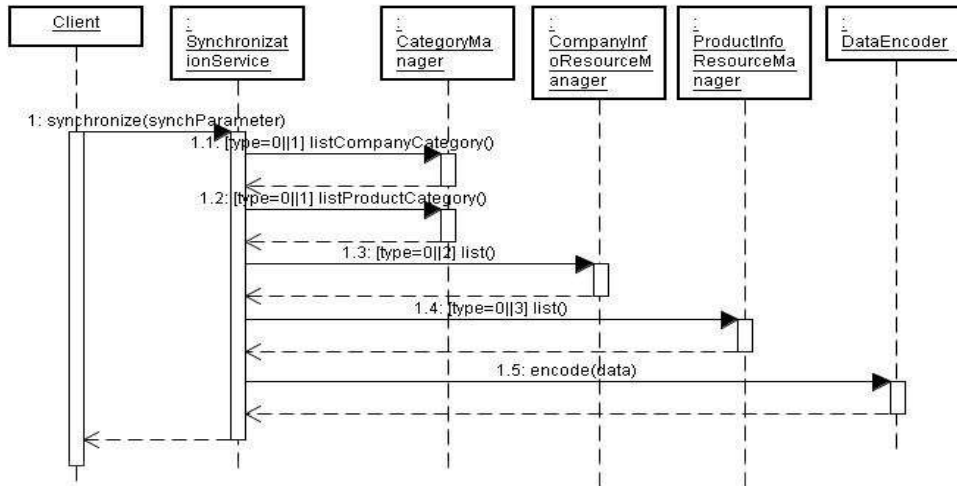 Client
:
Synchronizat
ionService
:
CategoryMa
nager
:
CompanyInf
oResourceM
anager
:
ProductInfo
ResourceMa
nager
:
DataEncoder
1: synchronize(synchParameter)
1.1: [type=0||1] listCompanyCategory()
1.2: [type=0||1] listProductCategory()
1.3: [type=0||2] list()
1.4: [type=0||3] list()
1.5: encode(data)